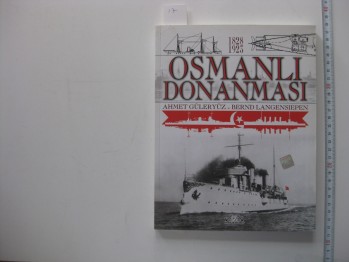 1828
1923
OSMANLI
DONANMASI
AHMET GÜLERYÜZ - BERND LANGENSIEPEN